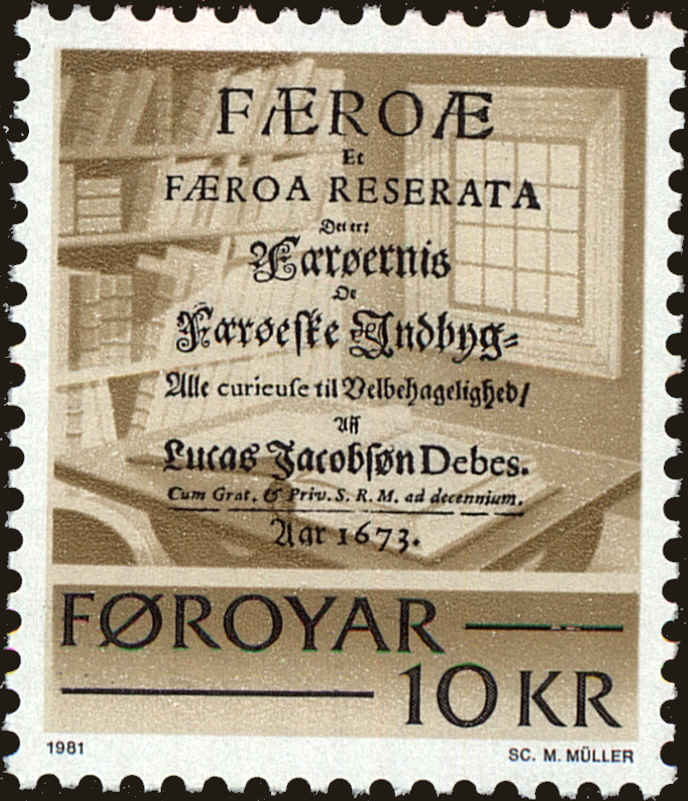 FÆROÆ
Et
FÆROA RESERATA
Det er:
Færøernis
Oc
Færøeske Indbyg⸗
Alle curieuse til Velbehagelighed/
Aff
Lucas Jacobsøn Debes.
Cum Grat. & Priv. S. R. M. ad decennium.
Aar 1673.
FØROYAR
10 KR
1981
SC. M. MÜLLER